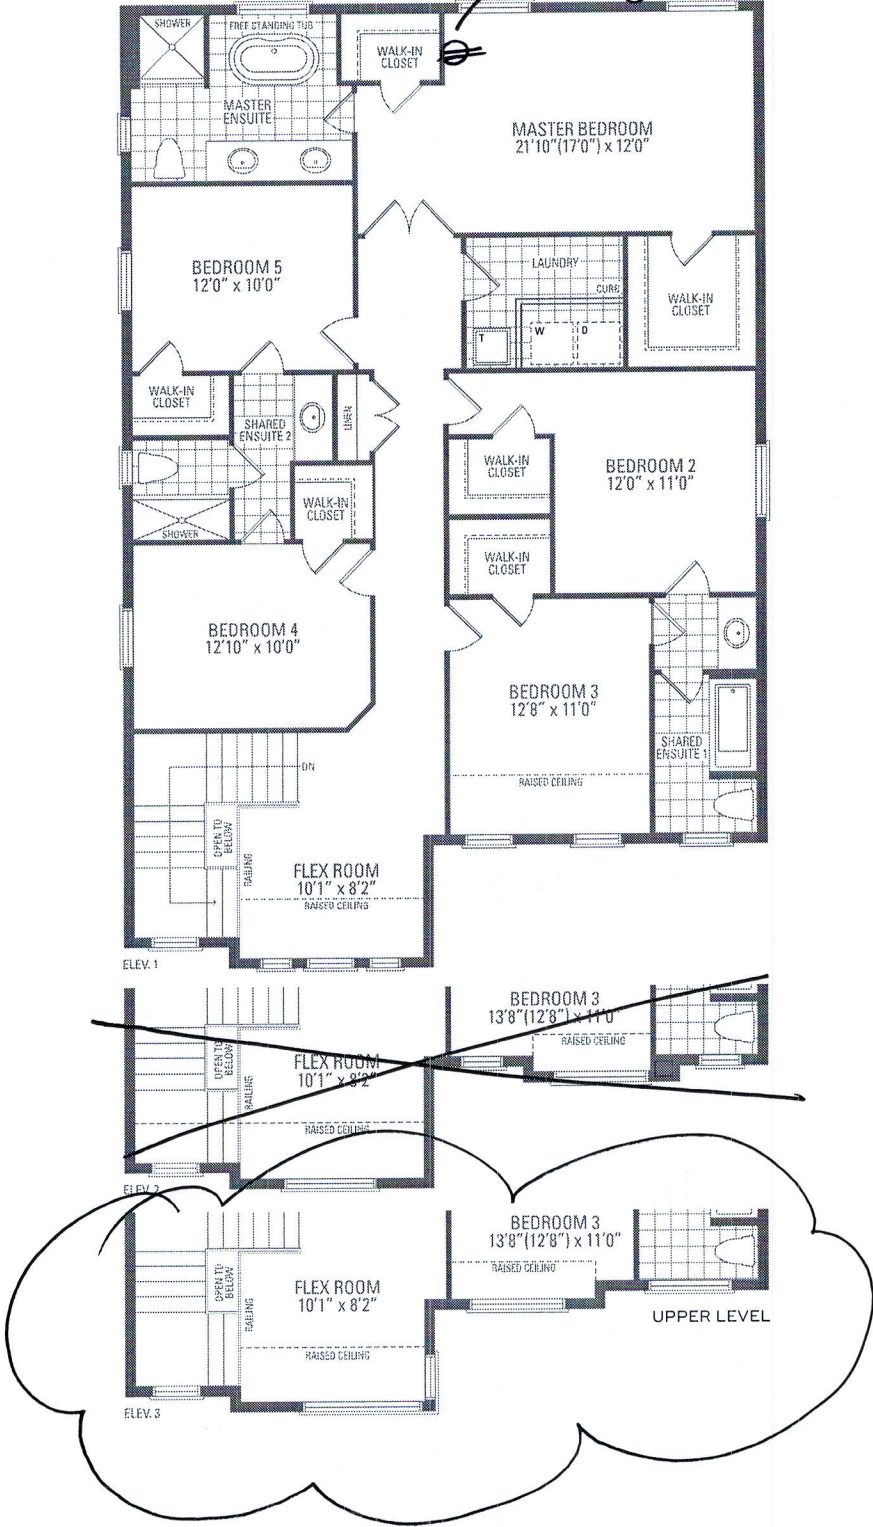 SHOWER
FREE STANDING TUB
WALK-IN
CLOSET
MASTER
ENSUITE
MASTER BEDROOM
21'10"(17'0") x 12'0"
BEDROOM 5
12'0" x 10'0"
LAUNDRY
CURB
T
W
D
WALK-IN
CLOSET
WALK-IN
CLOSET
SHARED
ENSUITE 2
LINEN
WALK-IN
CLOSET
BEDROOM 2
12'0" x 11'0"
WALK-IN
CLOSET
SHOWER
WALK-IN
CLOSET
BEDROOM 4
12'10" x 10'0"
BEDROOM 3
12'8" x 11'0"
SHARED
ENSUITE 1
RAISED CEILING
DN
OPEN TO
BELOW
RAILING
FLEX ROOM
10'1" x 8'2"
RAISED CEILING
ELEV. 1
BEDROOM 3
13'8"(12'8") x 11'0"
RAISED CEILING
OPEN TO
BELOW
RAILING
FLEX ROOM
10'1" x 8'2"
RAISED CEILING
ELEV. 2
BEDROOM 3
13'8"(12'8") x 11'0"
RAISED CEILING
OPEN TO
BELOW
RAILING
FLEX ROOM
10'1" x 8'2"
RAISED CEILING
UPPER LEVEL
ELEV. 3